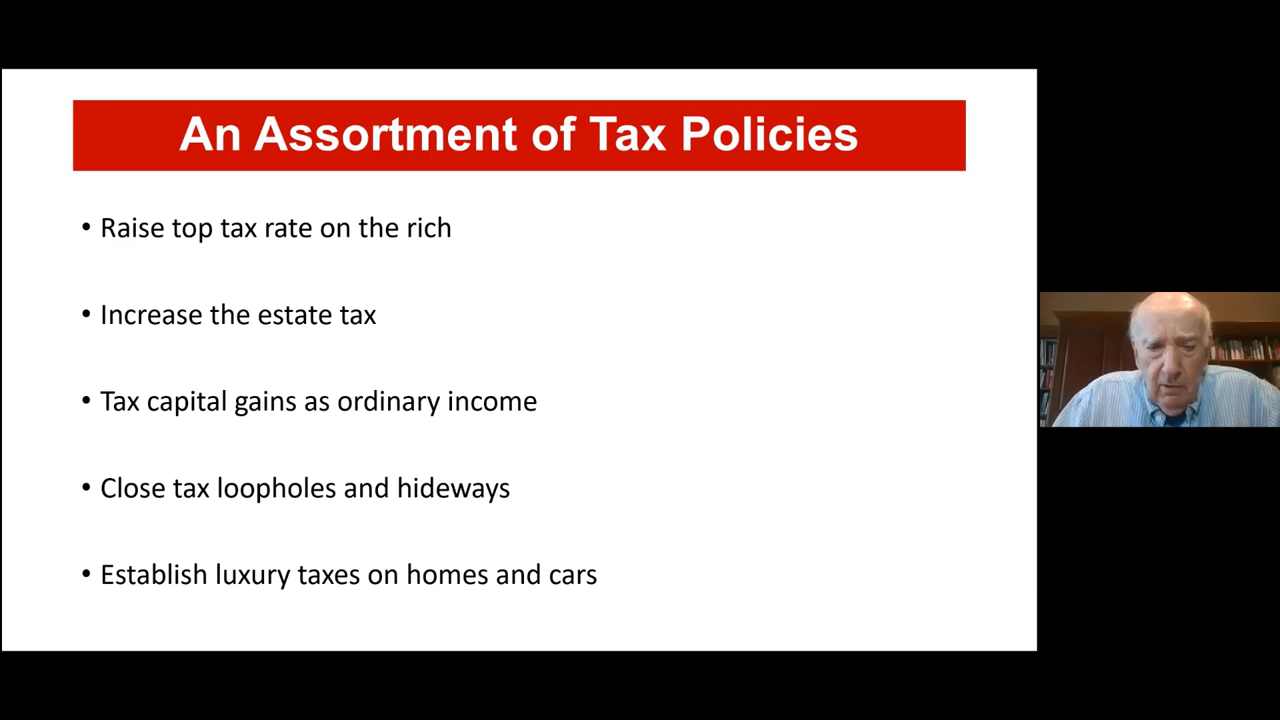 An Assortment of Tax Policies
• Raise top tax rate on the rich
• Increase the estate tax
• Tax capital gains as ordinary income
• Close tax loopholes and hideways
• Establish luxury taxes on homes and cars